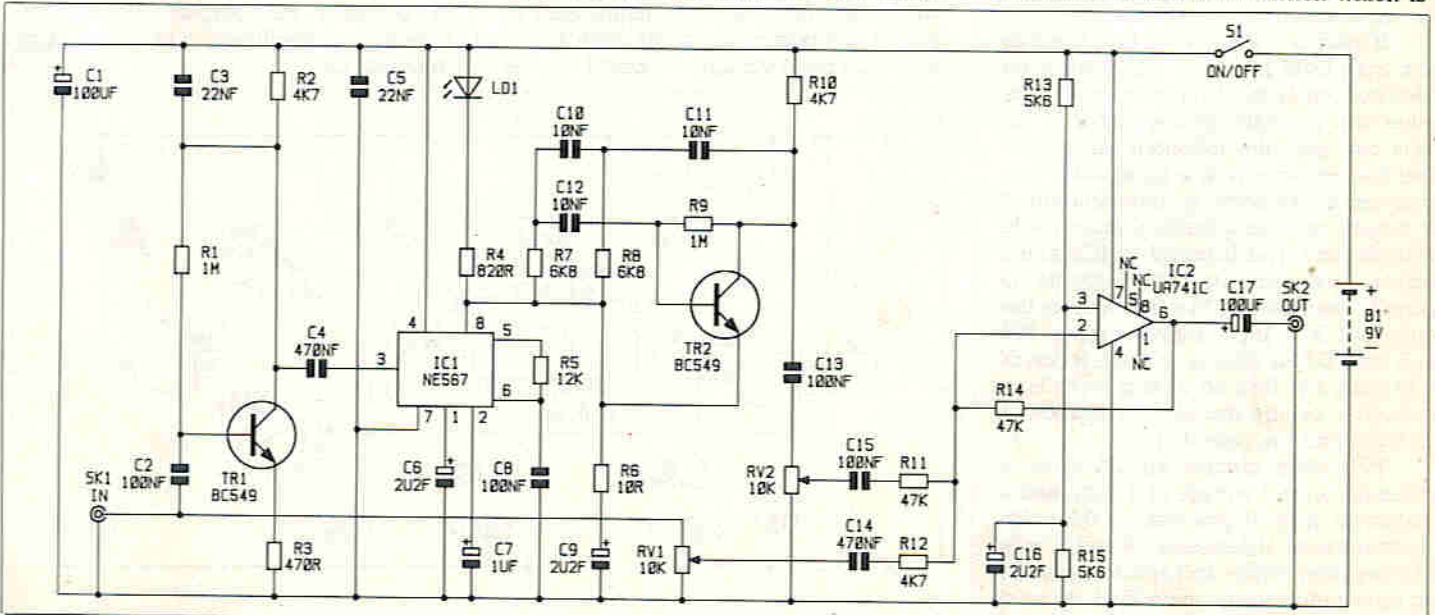 S1
ON/OFF
C1
100UF
C3
22NF
R2
4K7
C5
22NF
LD1
R10
4K7
R13
5K6
C10
10NF
C11
10NF
C12
10NF
R9
1M
R1
1M
R4
820R
R7
6K8
R8
6K8
NC
NC
IC2
UA741C
7
5
8
3
2
6
4
1
NC
C17
100UF
+
SK2
OUT
+
B1
9V
-
C4
470NF
3
4
8
5
6
7
1
2
IC1
NE567
R5
12K
TR2
BC549
C13
100NF
R14
47K
SK1
IN
C2
100NF
TR1
BC549
C6
2U2F
C8
100NF
R6
10R
RV2
10K
C15
100NF
R11
47K
R3
470R
C7
1UF
C9
2U2F
RV1
10K
C14
470NF
R12
4K7
C16
2U2F
R15
5K6